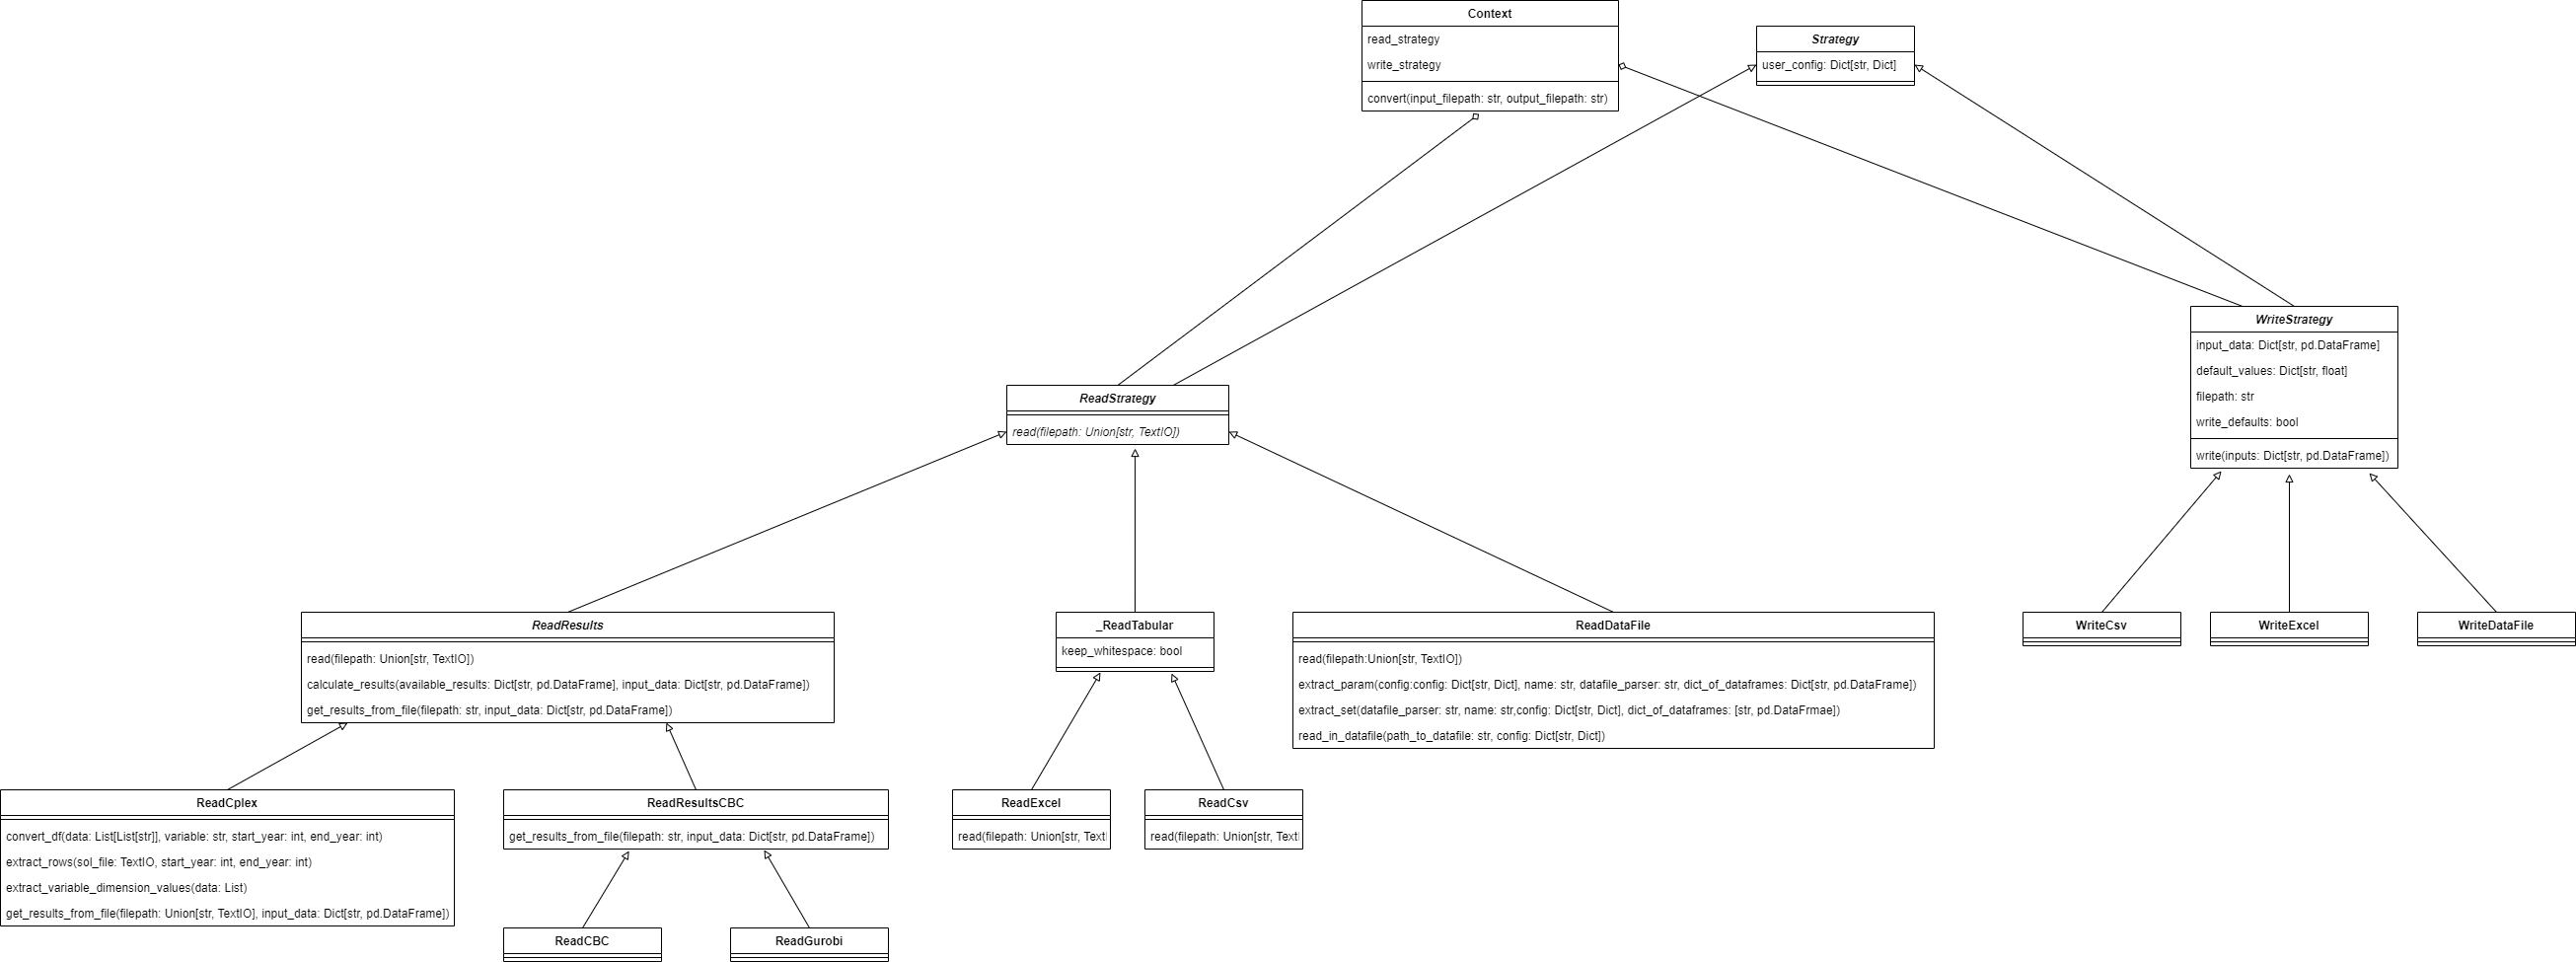 Context
read_strategy
write_strategy
convert(input_filepath: str, output_filepath: str)
Strategy
user_config: Dict[str, Dict]
WriteStrategy
input_data: Dict[str, pd.DataFrame]
default_values: Dict[str, float]
filepath: str
write_defaults: bool
write(inputs: Dict[str, pd.DataFrame])
ReadStrategy
read(filepath: Union[str, TextIO])
ReadResults
read(filepath: Union[str, TextIO])
calculate_results(available_results: Dict[str, pd.DataFrame], input_data: Dict[str, pd.DataFrame])
get_results_from_file(filepath: str, input_data: Dict[str, pd.DataFrame])
_ReadTabular
keep_whitespace: bool
ReadDataFile
read(filepath:Union[str, TextIO])
extract_param(config:config: Dict[str, Dict], name: str, datafile_parser: str, dict_of_dataframes: Dict[str, pd.DataFrame])
extract_set(datafile_parser: str, name: str,config: Dict[str, Dict], dict_of_dataframes: [str, pd.DataFrmae])
read_in_datafile(path_to_datafile: str, config: Dict[str, Dict])
WriteCsv
WriteExcel
WriteDataFile
ReadCplex
convert_df(data: List[List[str]], variable: str, start_year: int, end_year: int)
extract_rows(sol_file: TextIO, start_year: int, end_year: int)
extract_variable_dimension_values(data: List)
get_results_from_file(filepath: Union[str, TextIO], input_data: Dict[str, pd.DataFrame])
ReadResultsCBC
get_results_from_file(filepath: str, input_data: Dict[str, pd.DataFrame])
ReadExcel
read(filepath: Union[str, Texti
ReadCsv
read(filepath: Union[str, Texti
ReadCBC
ReadGurobi